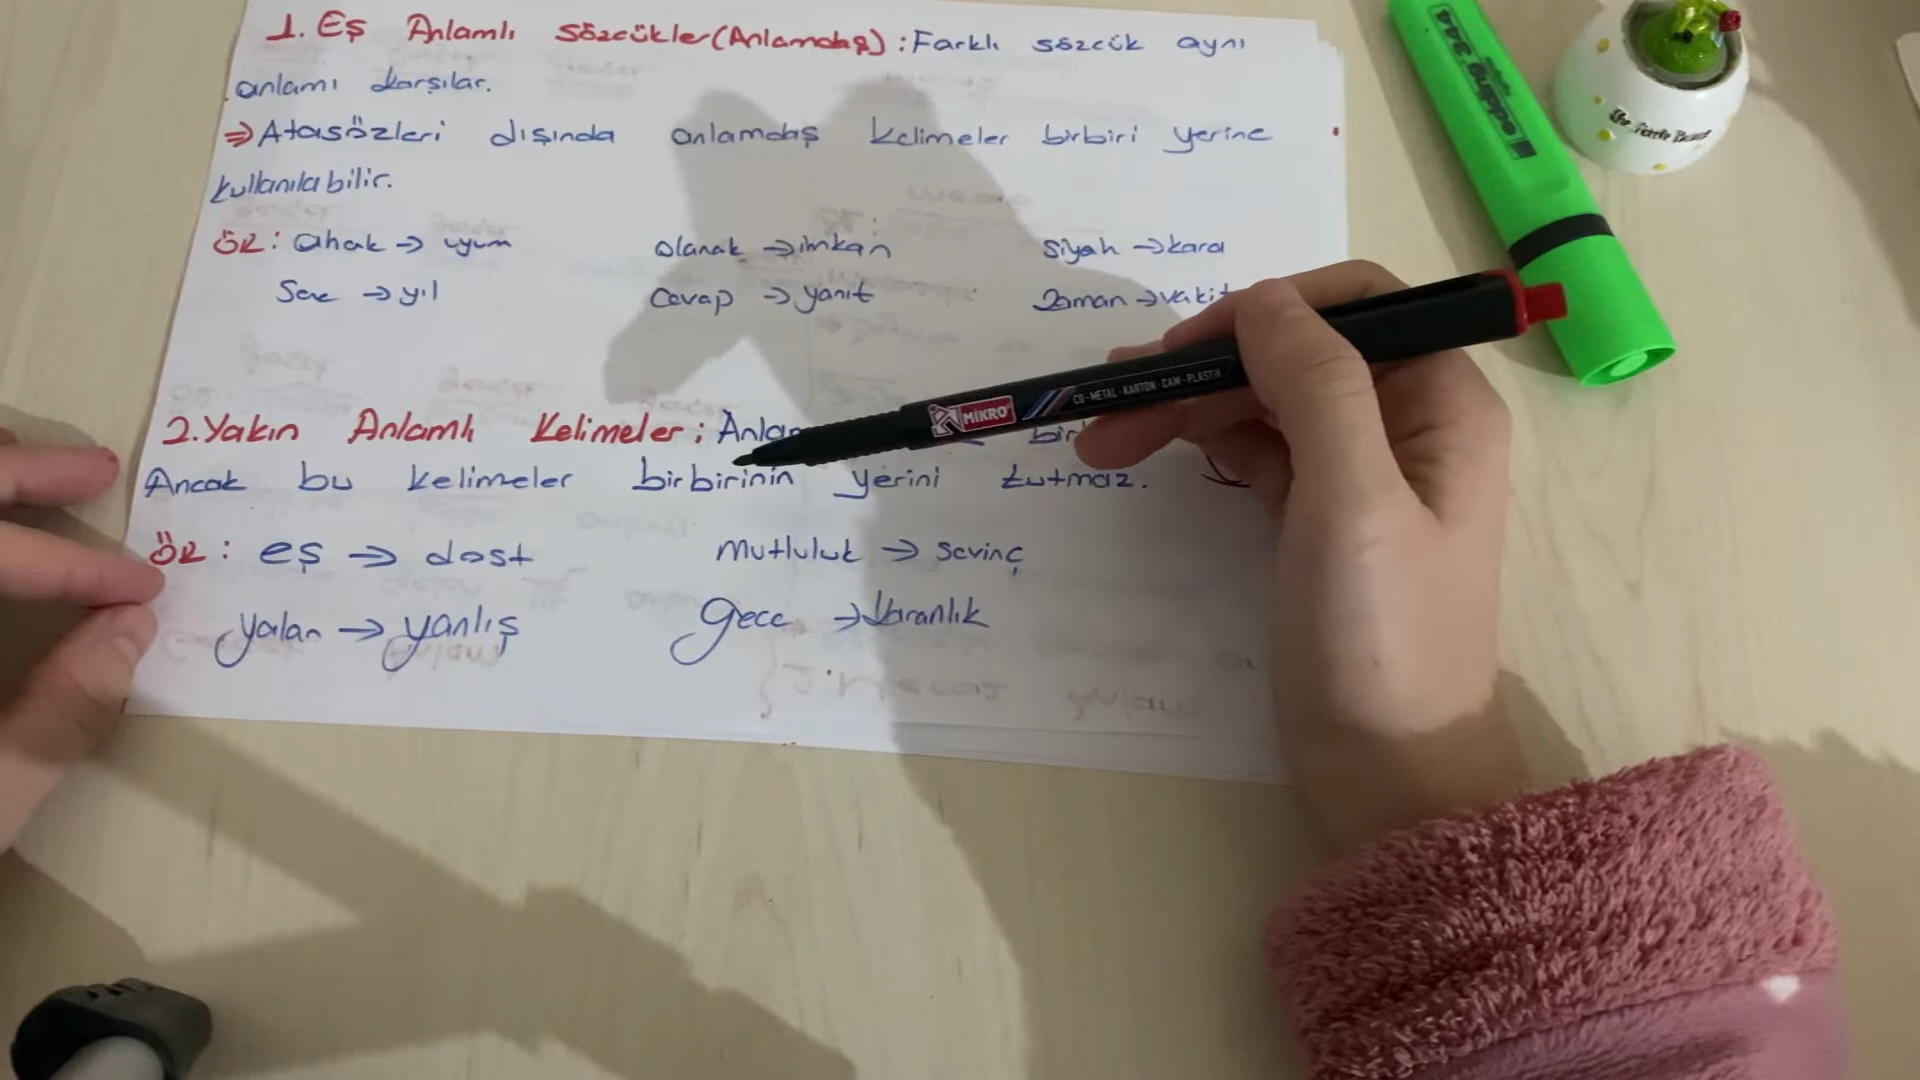 1. Eş Anlamlı sözcükler(Anlamdaş): Farklı sözcük aynı
anlamı karşılar.
⇒ Atasözleri dışında anlamdaş kelimeler birbiri yerine
kullanılabilir.
ÖR: ahak → uyum olanak → imkan siyah → kara
Sene → yıl Cevap → yanıt Zaman → vakit
2. Yakın Anlamlı Kelimeler: 
Ancak bu kelimeler birbirinin yerini tutmaz.
ÖR: eş → dost mutluluk → sevinç
yalan → yanlış gece → karanlık
edding 344
MİKRO
CD-METAL-KARTON-CAM-PLASTİK